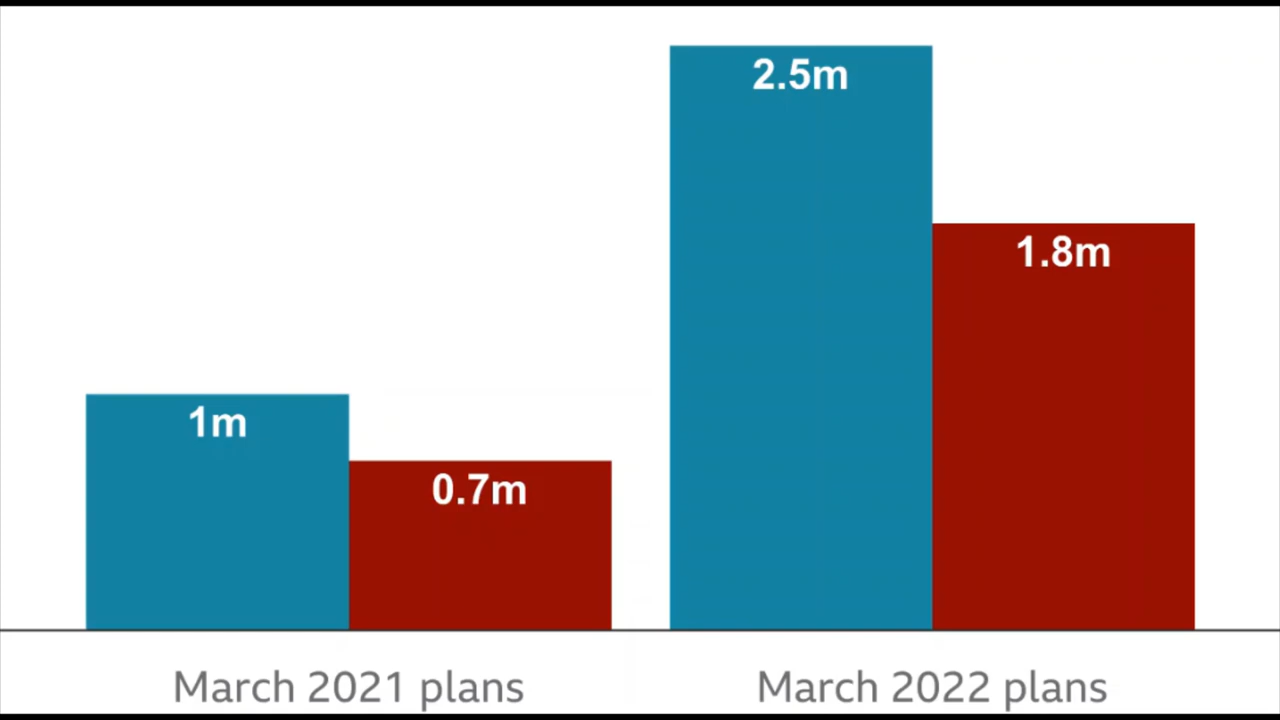 2.5m
1.8m
1m
0.7m
March 2021 plans
March 2022 plans